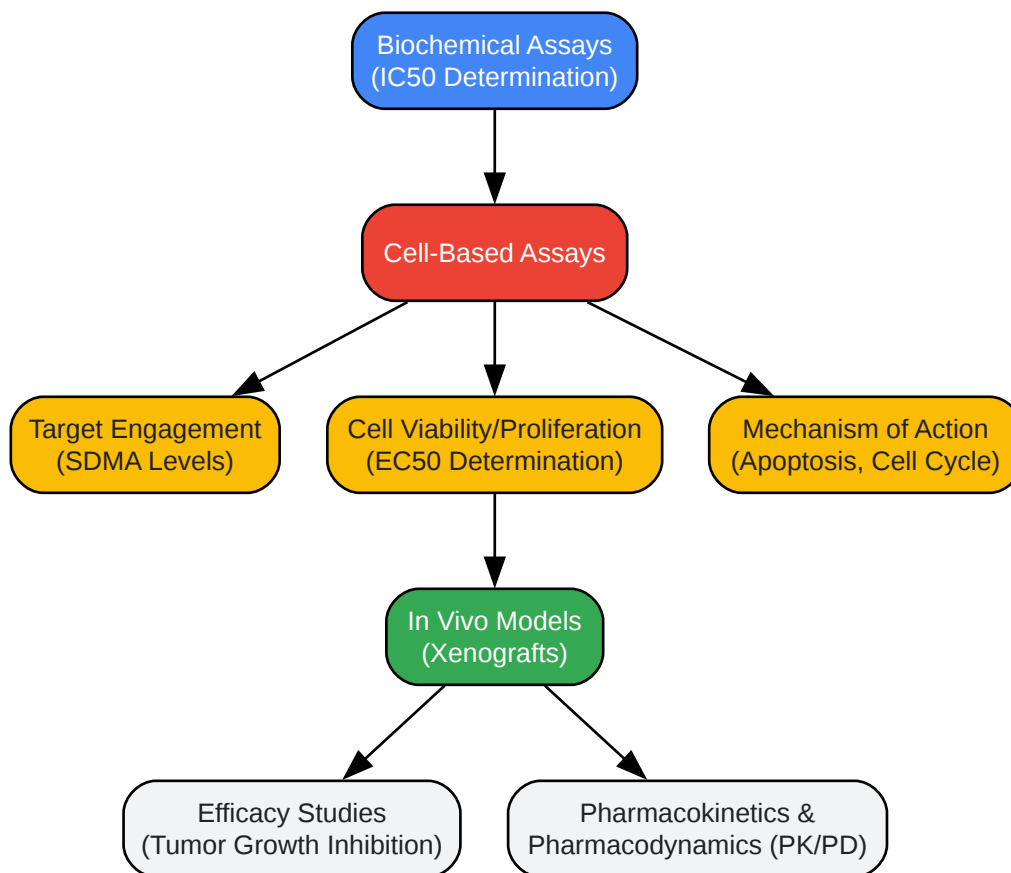 Biochemical Assays
(IC50 Determination)
Cell-Based Assays
Target Engagement
(SDMA Levels)
Cell Viability/Proliferation
(EC50 Determination)
Mechanism of Action
(Apoptosis, Cell Cycle)
In Vivo Models
(Xenografts)
Efficacy Studies
(Tumor Growth Inhibition)
Pharmacokinetics &
Pharmacodynamics (PK/PD)